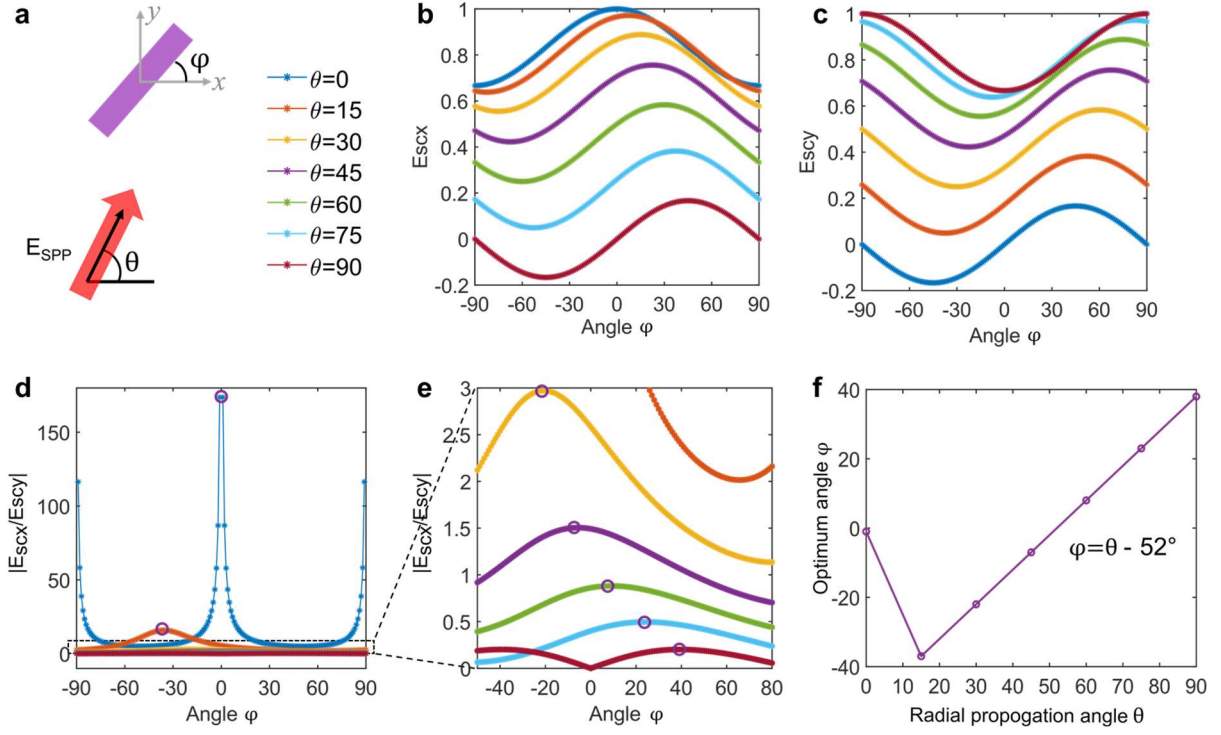 a
y
φ
x
E_SPP
θ
θ=0
θ=15
θ=30
θ=45
θ=60
θ=75
θ=90
b
1
0.8
0.6
0.4
0.2
0
-0.2
Escx
-90 -60 -30 0 30 60 90
Angle φ
c
1
0.8
0.6
0.4
0.2
0
-0.2
Escy
-90 -60 -30 0 30 60 90
Angle φ
d
150
100
50
0
|Escx/Escy|
-90 -60 -30 0 30 60 90
Angle φ
e
3
2.5
2
1.5
1
0.5
0
|Escx/Escy|
-40 -20 0 20 40 60 80
Angle φ
f
40
20
0
-20
-40
Optimum angle φ
φ=θ - 52°
0 10 20 30 40 50 60 70 80 90
Radial propogation angle θ